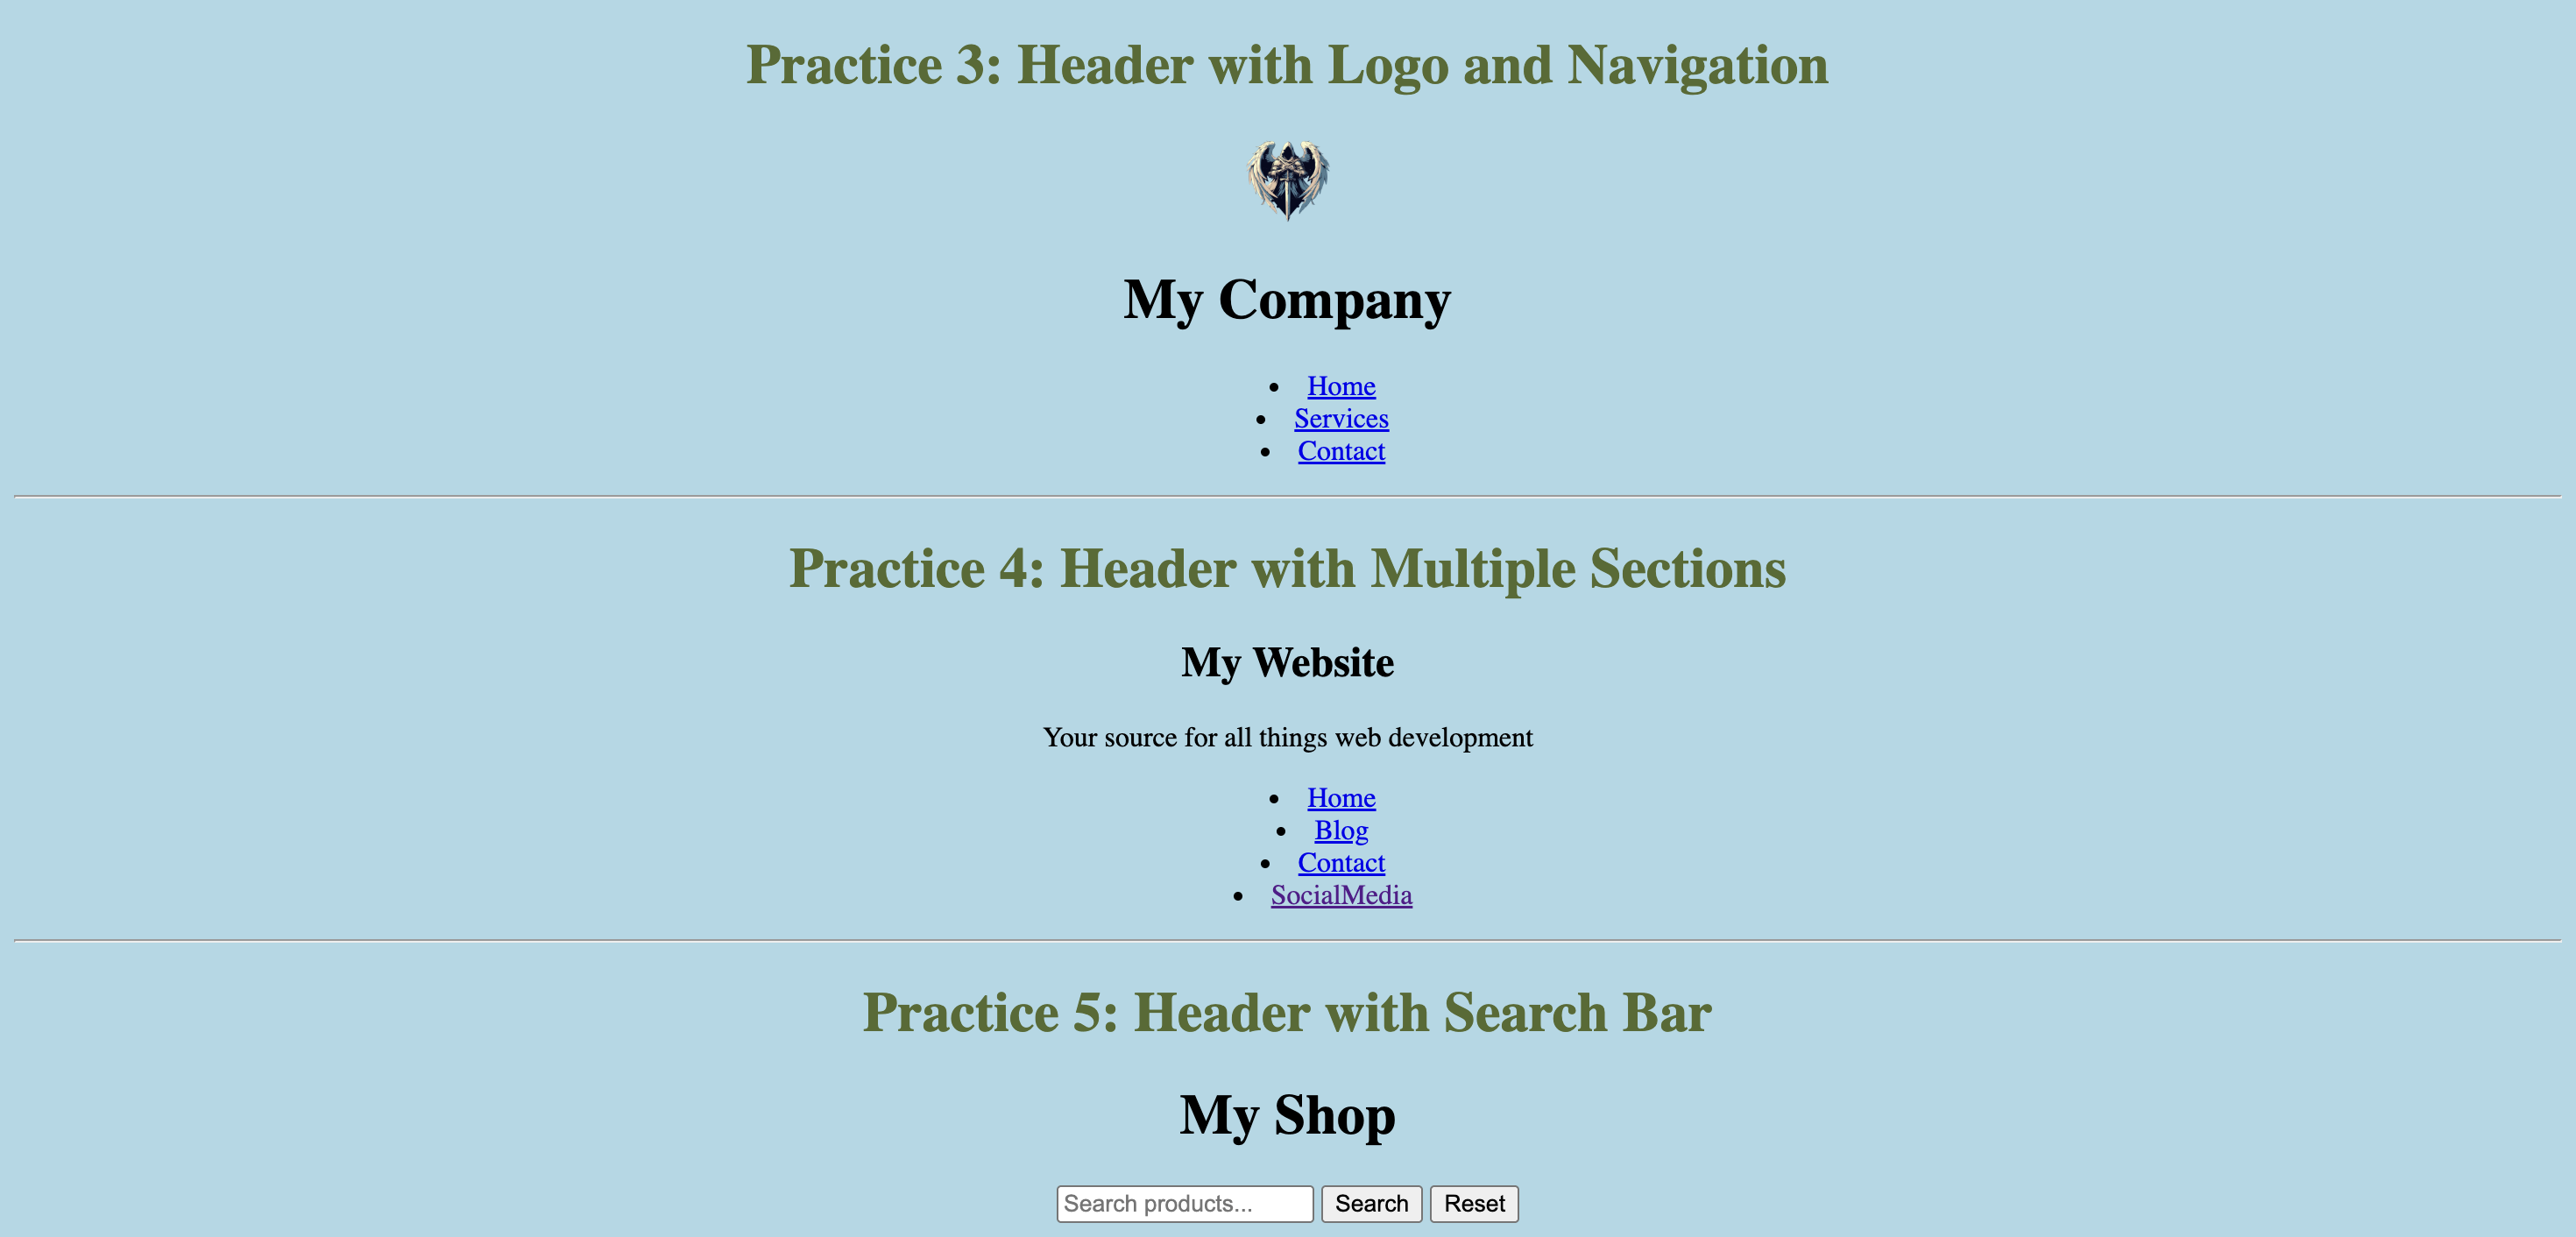 Practice 3: Header with Logo and Navigation
My Company
• Home
• Services
• Contact
Practice 4: Header with Multiple Sections
My Website
Your source for all things web development
• Home
• Blog
• Contact
• SocialMedia
Practice 5: Header with Search Bar
My Shop
Search products... Search Reset